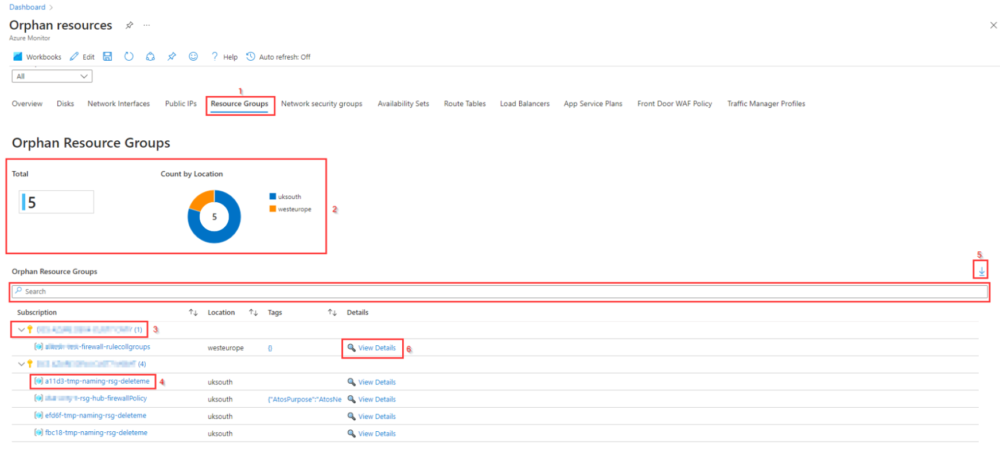 Dashboard >
Orphan resources ...
Azure Monitor
Workbooks Edit ? Help Auto refresh: Off
All
1
Overview Disks Network Interfaces Public IPs Resource Groups Network security groups Availability Sets Route Tables Load Balancers App Service Plans Front Door WAF Policy Traffic Manager Profiles
Orphan Resource Groups
Total Count by Location
5
5
uksouth
westeurope
2
5
Orphan Resource Groups
Search
Subscription Location Tags Details
(1) 3
-firewall-rulecollgroups westeurope {} View Details 6
(4)
a11d3-tmp-naming-rsg-deleteme 4 uksouth View Details
-rsg-hub-firewallPolicy uksouth {"AtosPurpose":"AtosNe View Details
efd6f-tmp-naming-rsg-deleteme uksouth View Details
fbc18-tmp-naming-rsg-deleteme uksouth View Details